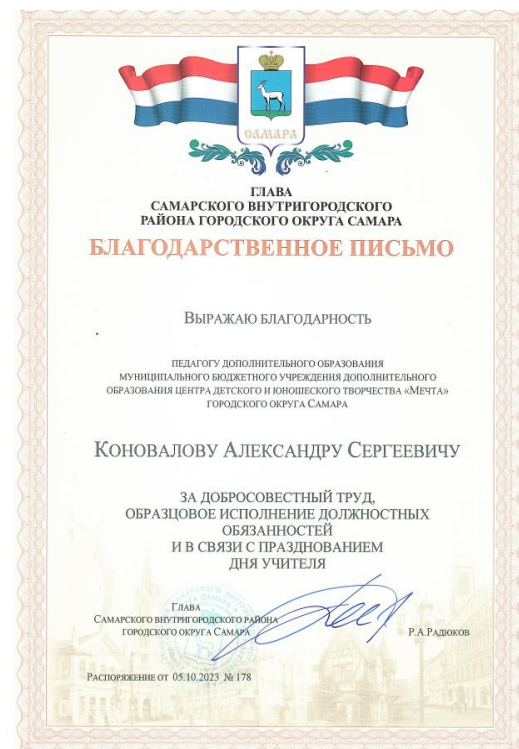 САМАРА
ГЛАВА
САМАРСКОГО ВНУТРИГОРОДСКОГО
РАЙОНА ГОРОДСКОГО ОКРУГА САМАРА
БЛАГОДАРСТВЕННОЕ ПИСЬМО
ВЫРАЖАЮ БЛАГОДАРНОСТЬ
ПЕДАГОГУ ДОПОЛНИТЕЛЬНОГО ОБРАЗОВАНИЯ
МУНИЦИПАЛЬНОГО БЮДЖЕТНОГО УЧРЕЖДЕНИЯ ДОПОЛНИТЕЛЬНОГО
ОБРАЗОВАНИЯ ЦЕНТРА ДЕТСКОГО И ЮНОШЕСКОГО ТВОРЧЕСТВА «МЕЧТА»
ГОРОДСКОГО ОКРУГА САМАРА
КОНОВАЛОВУ АЛЕКСАНДРУ СЕРГЕЕВИЧУ
ЗА ДОБРОСОВЕСТНЫЙ ТРУД,
ОБРАЗЦОВОЕ ИСПОЛНЕНИЕ ДОЛЖНОСТНЫХ
ОБЯЗАННОСТЕЙ
И В СВЯЗИ С ПРАЗДНОВАНИЕМ
ДНЯ УЧИТЕЛЯ
ГЛАВА
САМАРСКОГО ВНУТРИГОРОДСКОГО РАЙОНА
ГОРОДСКОГО ОКРУГА САМАРА
Р.А.РАДЮКОВ
РАСПОРЯЖЕНИЕ ОТ 05.10.2023 № 178